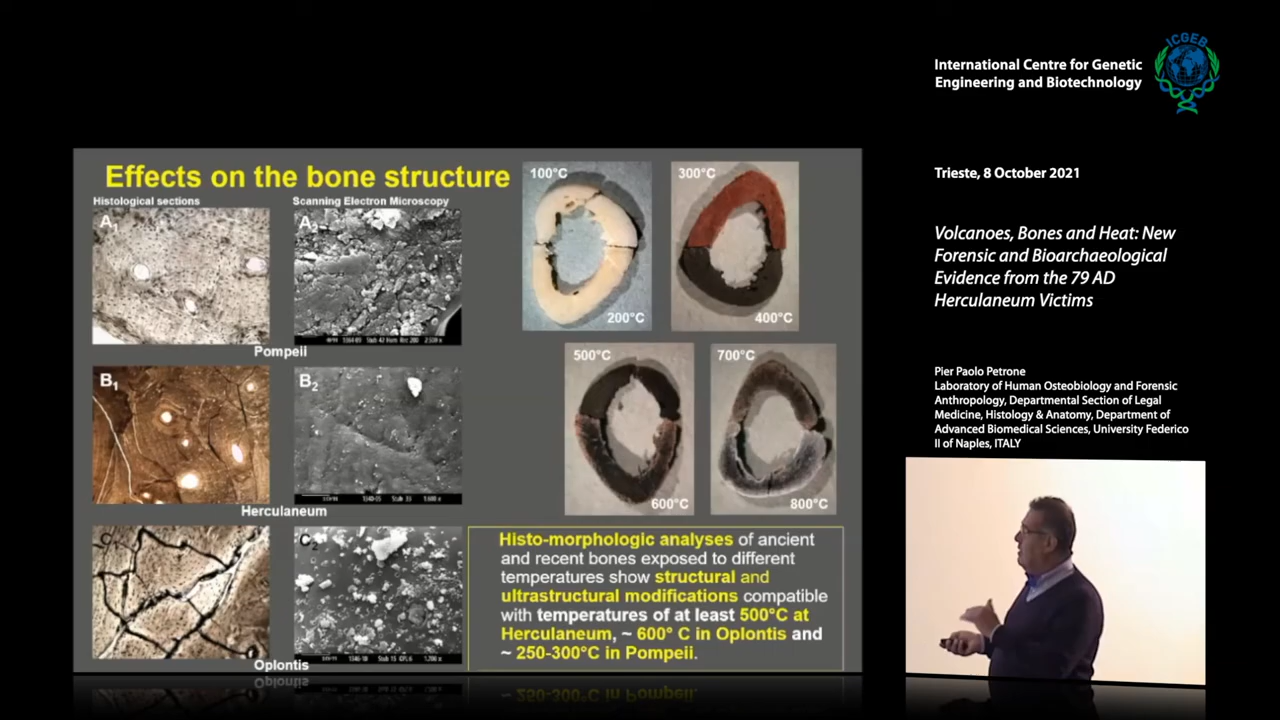 ICGEB
International Centre for Genetic
Engineering and Biotechnology
Trieste, 8 October 2021
Volcanoes, Bones and Heat: New
Forensic and Bioarchaeological
Evidence from the 79 AD
Herculaneum Victims
Pier Paolo Petrone
Laboratory of Human Osteobiology and Forensic
Anthropology, Departmental Section of Legal
Medicine, Histology & Anatomy, Department of
Advanced Biomedical Sciences, University Federico
II of Naples, ITALY
Effects on the bone structure
Histological sections
Scanning Electron Microscopy
A1
A2
Pompeii
B1
B2
Herculaneum
C2
Oplontis
100°C
200°C
300°C
400°C
500°C
600°C
700°C
800°C
Histo-morphologic analyses of ancient
and recent bones exposed to different
temperatures show structural and
ultrastructural modifications compatible
with temperatures of at least 500°C at
Herculaneum, ~ 600° C in Oplontis and
~ 250-300°C in Pompeii.